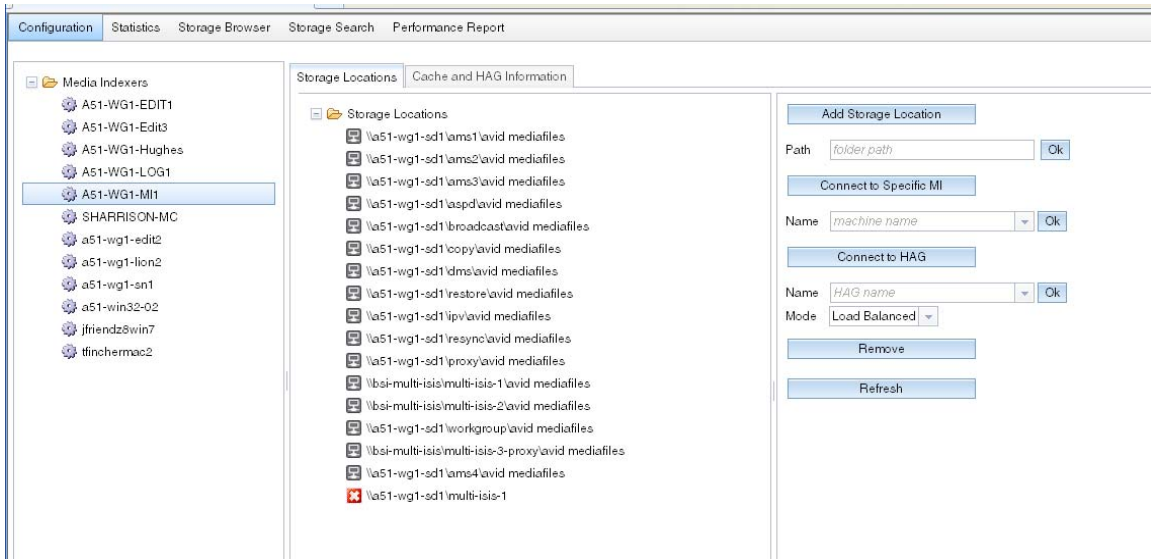 Configuration Statistics Storage Browser Storage Search Performance Report
Media Indexers
A51-WG1-EDIT1
A51-WG1-Edit3
A51-WG1-Hughes
A51-WG1-LOG1
A51-WG1-MI1
SHARRISON-MC
a51-wg1-edit2
a51-wg1-lion2
a51-wg1-sn1
a51-win32-02
jfriendz8win7
tfinchermac2
Storage Locations Cache and HAG Information
Storage Locations
\\a51-wg1-sd1\ams1\avid mediafiles
\\a51-wg1-sd1\ams2\avid mediafiles
\\a51-wg1-sd1\ams3\avid mediafiles
\\a51-wg1-sd1\aspd\avid mediafiles
\\a51-wg1-sd1\broadcast\avid mediafiles
\\a51-wg1-sd1\copy\avid mediafiles
\\a51-wg1-sd1\dms\avid mediafiles
\\a51-wg1-sd1\restore\avid mediafiles
\\a51-wg1-sd1\ipv\avid mediafiles
\\a51-wg1-sd1\resync\avid mediafiles
\\a51-wg1-sd1\proxy\avid mediafiles
\\bsi-multi-isis\multi-isis-1\avid mediafiles
\\bsi-multi-isis\multi-isis-2\avid mediafiles
\\a51-wg1-sd1\workgroup\avid mediafiles
\\bsi-multi-isis\multi-isis-3-proxy\avid mediafiles
\\a51-wg1-sd1\ams4\avid mediafiles
\\a51-wg1-sd1\multi-isis-1
Add Storage Location
Path folder path Ok
Connect to Specific MI
Name machine name Ok
Connect to HAG
Name HAG name Ok
Mode Load Balanced
Remove
Refresh